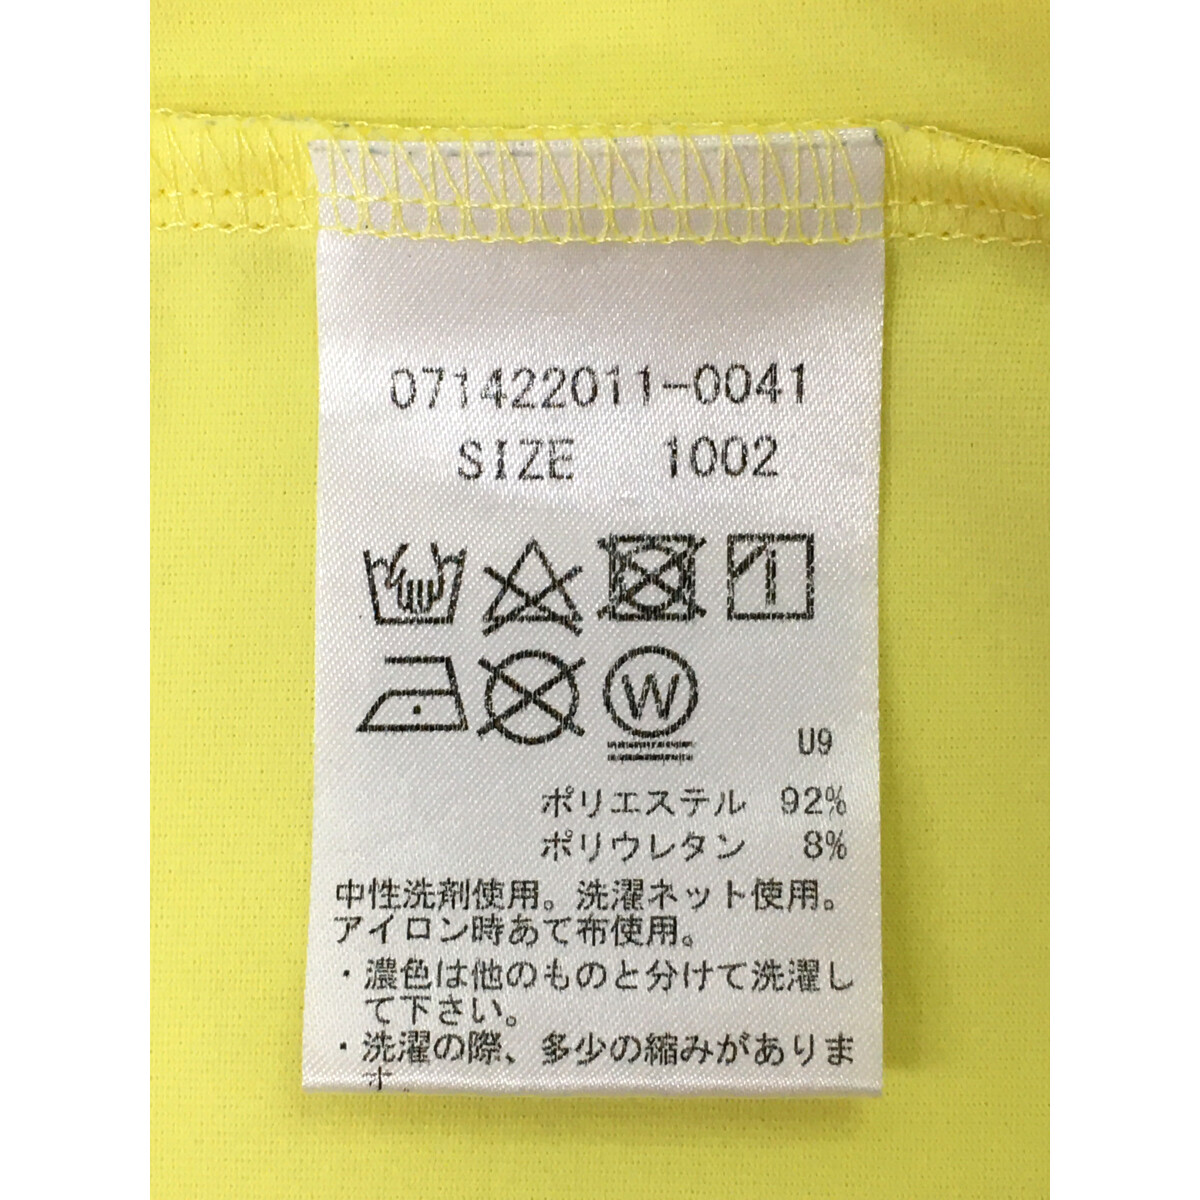 071422011-0041
SIZE 1002
W
U9
ポリエステル 92%
ポリウレタン 8%
中性洗剤使用。洗濯ネット使用。
アイロン時あて布使用。
・濃色は他のものと分けて洗濯し
て下さい。
・洗濯の際、多少の縮みがありま
す。